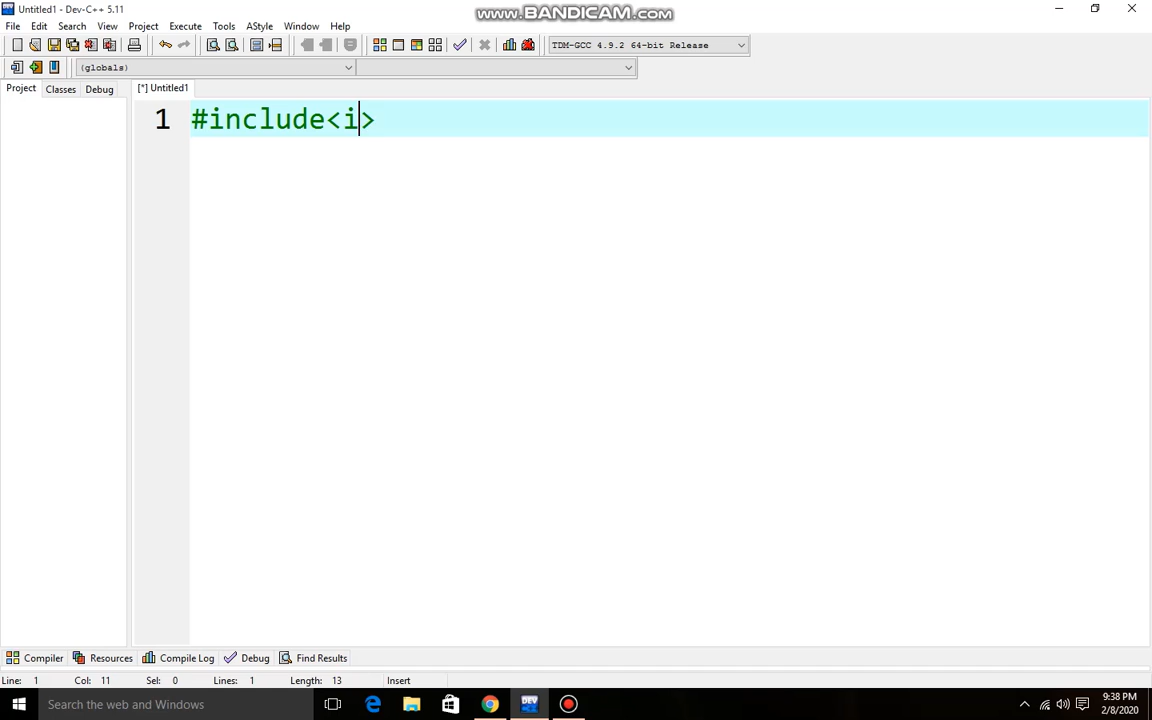 Untitled1 - Dev-C++ 5.11
www.BANDICAM.com
File Edit Search View Project Execute Tools AStyle Window Help
TDM-GCC 4.9.2 64-bit Release
(globals)
Project Classes Debug [*] Untitled1
1 #include<i>
Compiler Resources Compile Log Debug Find Results
Line: 1 Col: 11 Sel: 0 Lines: 1 Length: 13 Insert
Search the web and Windows
DEV
9:38 PM
2/8/2020